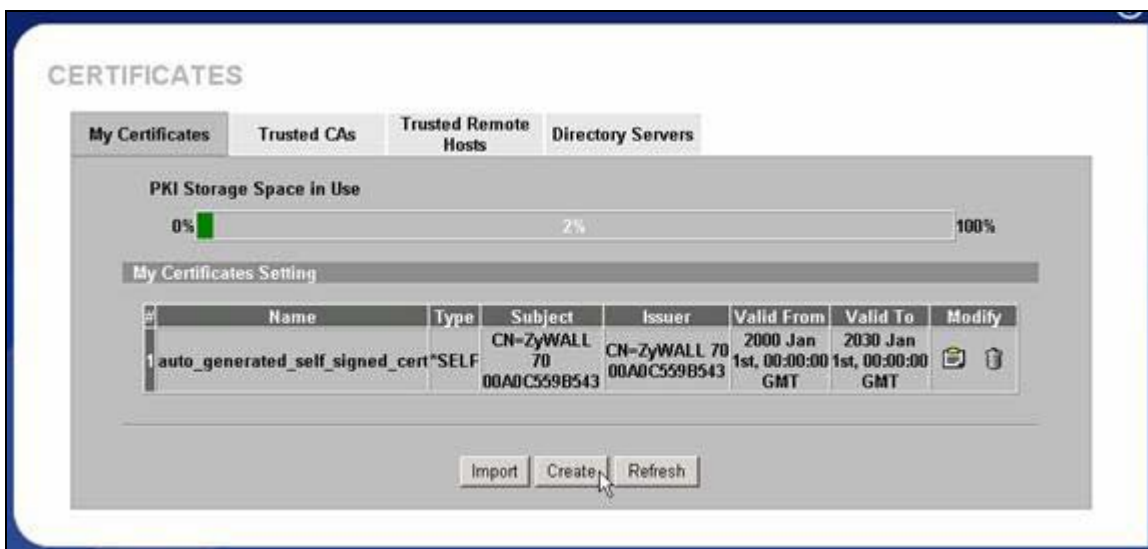 CERTIFICATES
My Certificates
Trusted CAs
Trusted Remote
Hosts
Directory Servers
PKI Storage Space in Use
0%
2%
100%
My Certificates Setting
# Name Type Subject Issuer Valid From Valid To Modify
1 auto_generated_self_signed_cert *SELF
CN=ZyWALL
70
00A0C559B543
CN=ZyWALL 70
00A0C559B543
2000 Jan
1st, 00:00:00
GMT
2030 Jan
1st, 00:00:00
GMT
Import Create Refresh